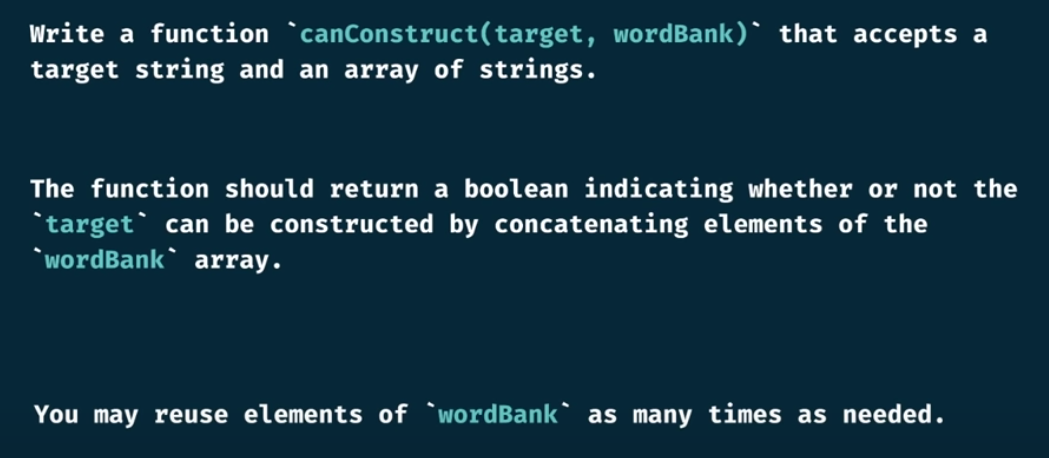 Write a function `canConstruct(target, wordBank)` that accepts a
target string and an array of strings.
The function should return a boolean indicating whether or not the
`target` can be constructed by concatenating elements of the
`wordBank` array.
You may reuse elements of `wordBank` as many times as needed.